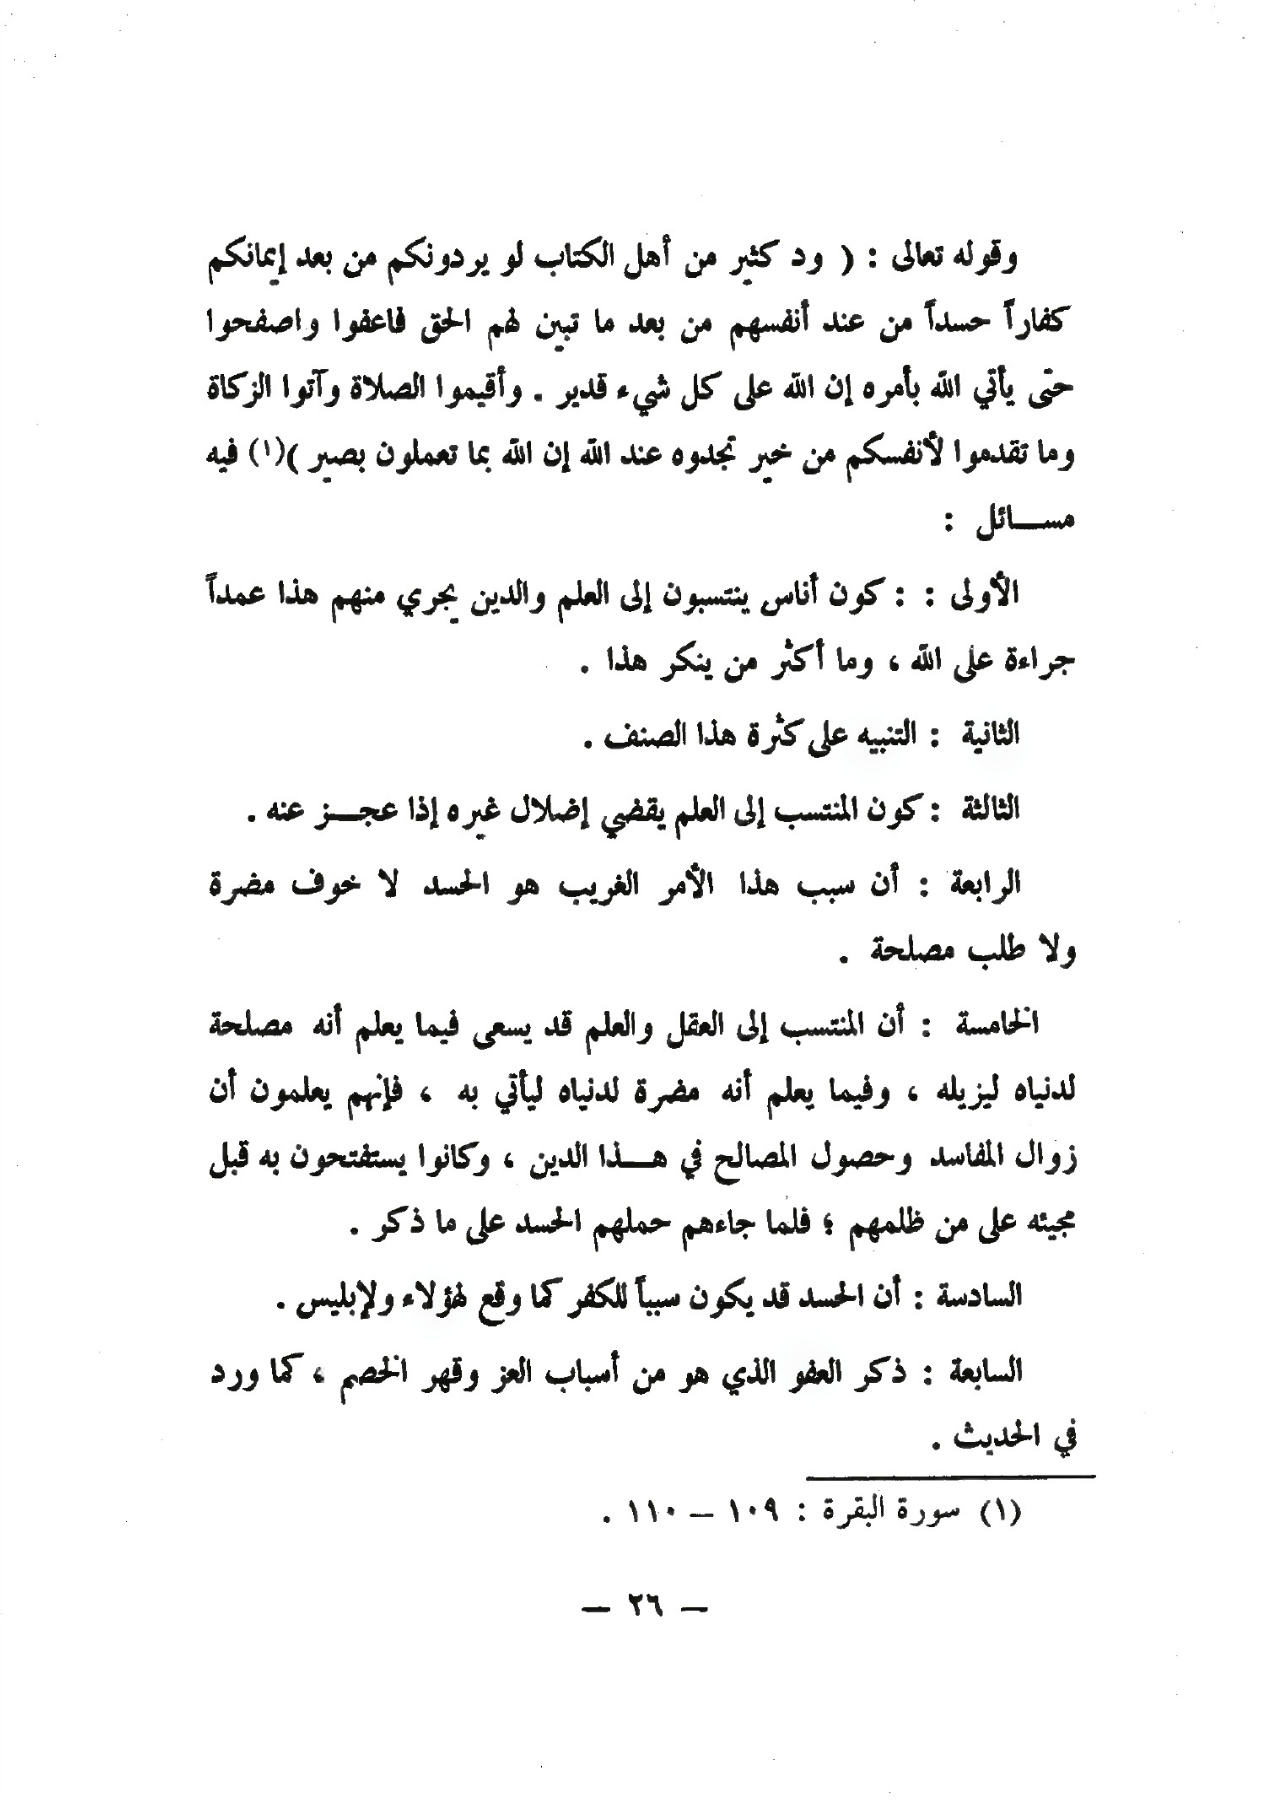 وقوله تعالى : ( ود كثير من أهل الكتاب لو يردونكم من بعد إيمانكم
كفاراً حسداً من عند أنفسهم من بعد ما تبين لهم الحق فاعفوا واصفحوا
حتى يأتي الله بأمره إن الله على كل شيء قدير . وأقيموا الصلاة وآتوا الزكاة
وما تقدموا لأنفسكم من خير تجدوه عند الله إن الله بما تعملون بصير )(١) فيه
مســائل :
الأولى : : كون أناس ينتسبون إلى العلم والدين يجري منهم هذا عمداً
جراءة على الله ، وما أكثر من ينكر هذا .
الثانية : التنبيه على كثرة هذا الصنف .
الثالثة : كون المنتسب إلى العلم يقضي إضلال غيره إذا عجــز عنه .
الرابعة : أن سبب هذا الأمر الغريب هو الحسد لا خوف مضرة
ولا طلب مصلحة .
الخامسة : أن المنتسب إلى العقل والعلم قد يسعى فيما يعلم أنه مصلحة
لدنياه ليزيله ، وفيما يعلم أنه مضرة لدنياه ليأتي به ، فإنهم يعلمون أن
زوال المفاسد وحصول المصالح في هــذا الدين ، وكانوا يستفتحون به قبل
مجيئه على من ظلمهم ؛ فلما جاءهم حملهم الحسد على ما ذكر .
السادسة : أن الحسد قد يكون سبباً للكفر كما وقع لهؤلاء ولإبليس .
السابعة : ذكر العفو الذي هو من أسباب العز وقهر الخصم ، كما ورد
في الحديث .
(١) سورة البقرة : ١٠٩ – ١١٠ .
– ٢٦ –